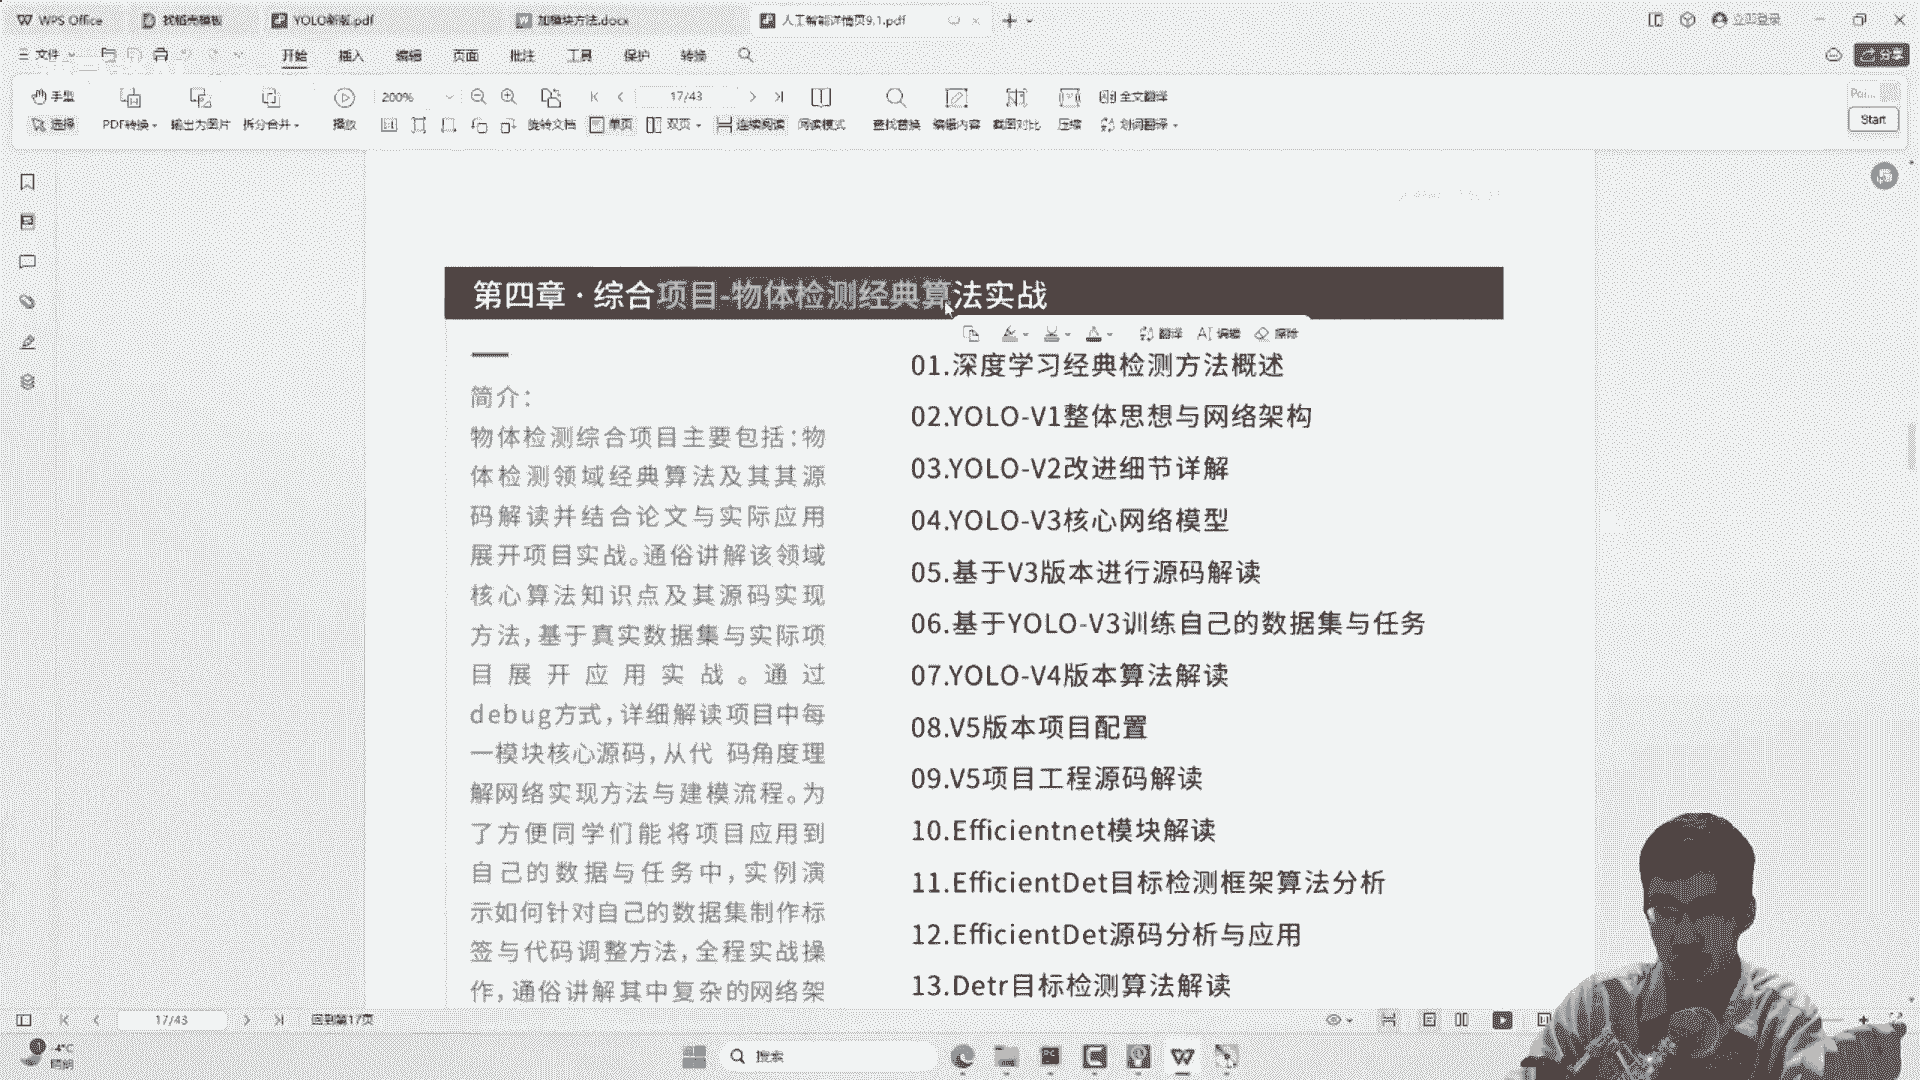 WPS Office
找稻壳模板
YOLO新版.pdf
加模块方法.docx
人工智能详情页9.1.pdf
立即登录
文件
开始
插入
编辑
页面
批注
工具
保护
转换
分享
手型
选择
PDF转换
输出为图片
拆分合并
播放
200%
旋转文档
17/43
单页
双页
连续阅读
阅读模式
查找替换
编辑内容
截图对比
压缩
全文翻译
划词翻译
Start
第四章·综合项目-物体检测经典算法实战
翻译
编辑
擦除
简介：
物体检测综合项目主要包括：物
体检测领域经典算法及其其源
码解读并结合论文与实际应用
展开项目实战。通俗讲解该领域
核心算法知识点及其源码实现
方法，基于真实数据集与实际项
目展开应用实战。通过
debug方式，详细解读项目中每
一模块核心源码，从代 码角度理
解网络实现方法与建模流程。为
了方便同学们能将项目应用到
自己的数据与任务中，实例演
示如何针对自己的数据集制作标
签与代码调整方法，全程实战操
作，通俗讲解其中复杂的网络架
01.深度学习经典检测方法概述
02.YOLO-V1整体思想与网络架构
03.YOLO-V2改进细节详解
04.YOLO-V3核心网络模型
05.基于V3版本进行源码解读
06.基于YOLO-V3训练自己的数据集与任务
07.YOLO-V4版本算法解读
08.V5版本项目配置
09.V5项目工程源码解读
10.Efficientnet模块解读
11.EfficientDet目标检测框架算法分析
12.EfficientDet源码分析与应用
13.Detr目标检测算法解读
17/43
回到第17页
搜索